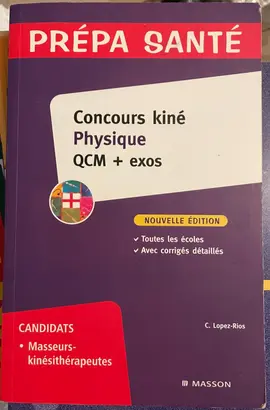 PRÉPA SANTÉ
Concours kiné
Physique
QCM + exos
NOUVELLE ÉDITION
✓ Toutes les écoles
✓ Avec corrigés détaillés
C. Lopez-Rios
CANDIDATS
• Masseurs-
kinésithérapeutes
MASSON